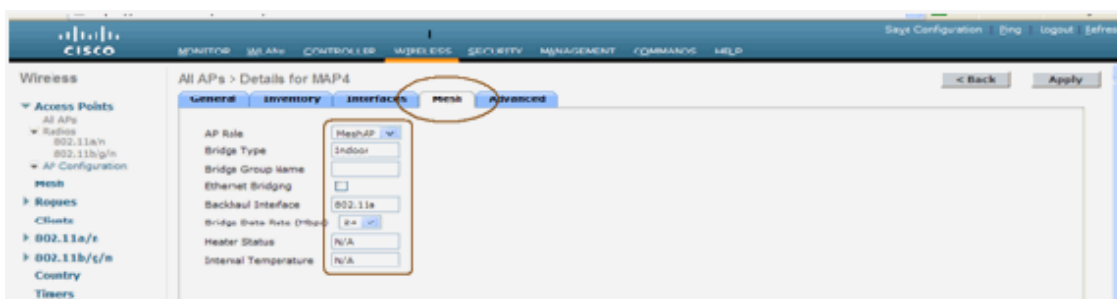 Save Configuration | Ping | Logout | Refres
CISCO
MONITOR WLANs CONTROLLER WIRELESS SECURITY MANAGEMENT COMMANDS HELP
Wireless
All APs > Details for MAP4
< Back
Apply
General Inventory Interfaces Mesh Advanced
Access Points
All APs
Radios
802.11a/n
802.11b/g/n
AP Configuration
Mesh
Rogues
Clients
802.11a/n
802.11b/g/n
Country
Timers
AP Role MeshAP
Bridge Type Indoor
Bridge Group Name
Ethernet Bridging
Backhaul Interface 802.11a
Bridge Data Rate (Mbps) 24
Heater Status N/A
Internal Temperature N/A